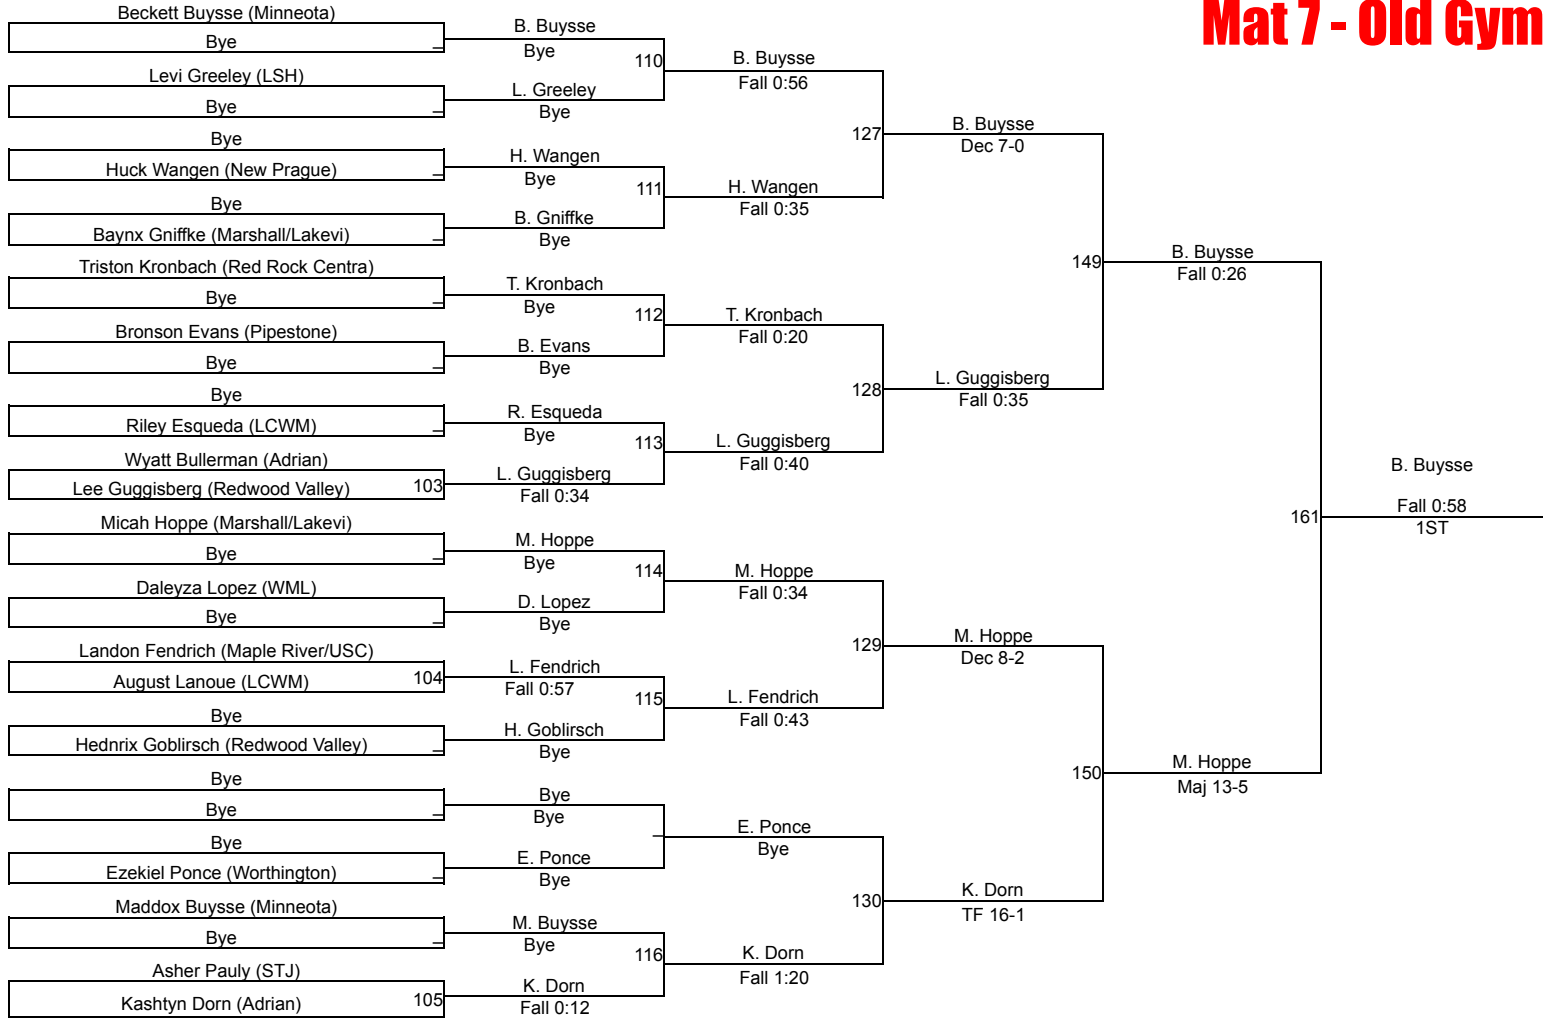 Mat 7 - Old Gym
Beckett Buysse (Minneota)
Bye
Levi Greeley (LSH)
Bye
Bye
Huck Wangen (New Prague)
Bye
Baynx Gniffke (Marshall/Lakevi)
Triston Kronbach (Red Rock Centra)
Bye
Bronson Evans (Pipestone)
Bye
Bye
Riley Esqueda (LCWM)
Wyatt Bullerman (Adrian)
Lee Guggisberg (Redwood Valley) 103
Micah Hoppe (Marshall/Lakevi)
Bye
Daleyza Lopez (WML)
Bye
Landon Fendrich (Maple River/USC)
August Lanoue (LCWM) 104
Bye
Hednrix Goblirsch (Redwood Valley)
Bye
Bye
Bye
Ezekiel Ponce (Worthington)
Maddox Buysse (Minneota)
Bye
Asher Pauly (STJ)
Kashtyn Dorn (Adrian) 105
B. Buysse
Bye
110
L. Greeley
Bye
H. Wangen
Bye
111
B. Gniffke
Bye
T. Kronbach
Bye
112
B. Evans
Bye
R. Esqueda
Bye
113
L. Guggisberg
Fall 0:34
M. Hoppe
Bye
114
D. Lopez
Bye
L. Fendrich
Fall 0:57
115
H. Goblirsch
Bye
Bye
Bye
E. Ponce
Bye
M. Buysse
Bye
116
K. Dorn
Fall 0:12
B. Buysse
Fall 0:56
127
H. Wangen
Fall 0:35
T. Kronbach
Fall 0:20
128
L. Guggisberg
Fall 0:40
M. Hoppe
Fall 0:34
129
L. Fendrich
Fall 0:43
E. Ponce
Bye
130
K. Dorn
Fall 1:20
B. Buysse
Dec 7-0
149
L. Guggisberg
Fall 0:35
M. Hoppe
Dec 8-2
150
K. Dorn
TF 16-1
B. Buysse
Fall 0:26
161
M. Hoppe
Maj 13-5
B. Buysse
Fall 0:58
1ST